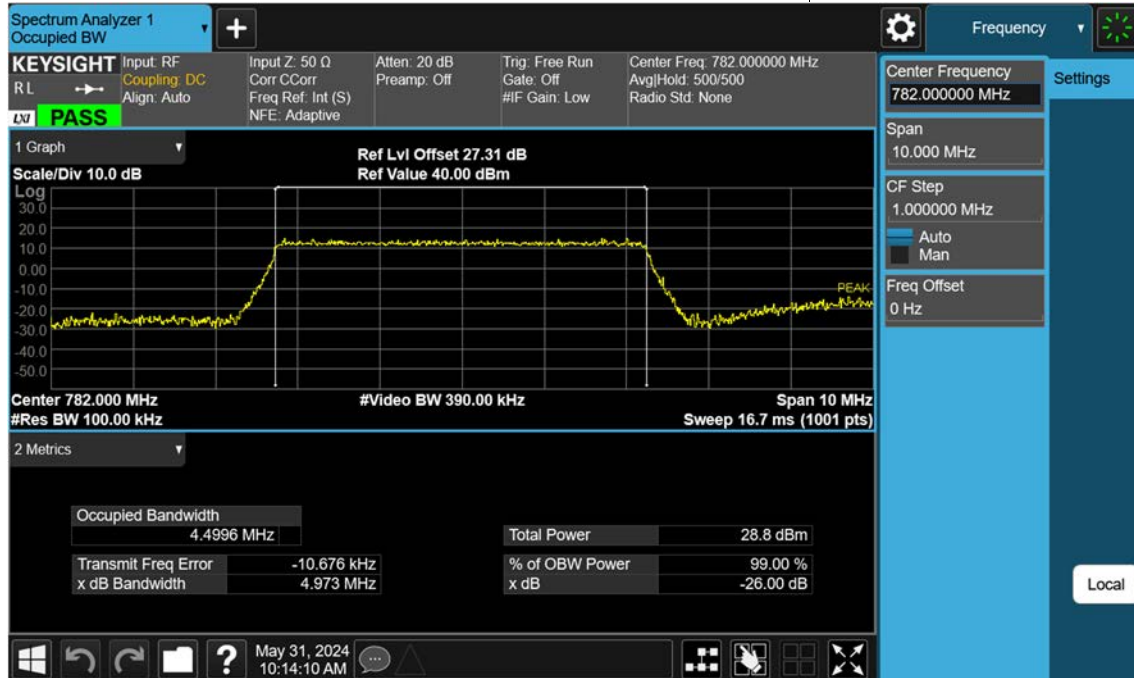 Spectrum Analyzer 1
Occupied BW
+
Frequency
KEYSIGHT
R L
LXI
PASS
Input: RF
Coupling: DC
Align: Auto
Input Z: 50 Ω
Corr CCorr
Freq Ref: Int (S)
NFE: Adaptive
Atten: 20 dB
Preamp: Off
Trig: Free Run
Gate: Off
#IF Gain: Low
Center Freq: 782.000000 MHz
Avg|Hold: 500/500
Radio Std: None
Center Frequency
782.000000 MHz
Settings
Span
10.000 MHz
CF Step
1.000000 MHz
Auto
Man
Freq Offset
0 Hz
Local
1 Graph
Scale/Div 10.0 dB
Ref Lvl Offset 27.31 dB
Ref Value 40.00 dBm
Log
30.0
20.0
10.0
0.00
-10.0
-20.0
-30.0
-40.0
-50.0
PEAK
Center 782.000 MHz
#Video BW 390.00 kHz
Span 10 MHz
#Res BW 100.00 kHz
Sweep 16.7 ms (1001 pts)
2 Metrics
Occupied Bandwidth
4.4996 MHz
Total Power 28.8 dBm
Transmit Freq Error -10.676 kHz
% of OBW Power 99.00 %
x dB Bandwidth 4.973 MHz
x dB -26.00 dB
?
May 31, 2024
10:14:10 AM